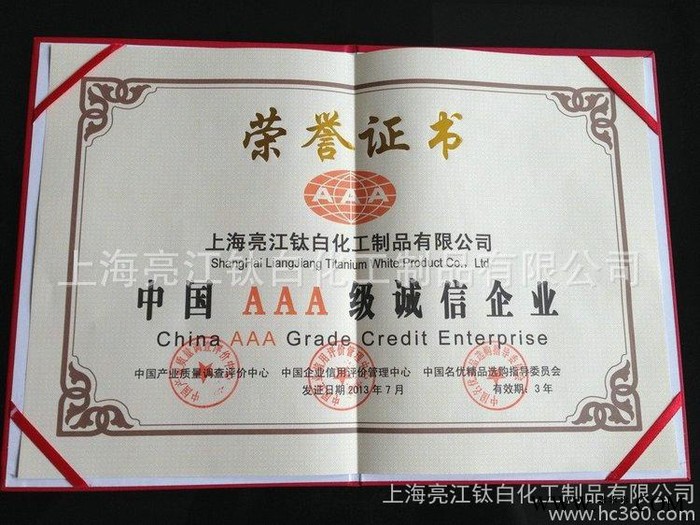 荣誉证书
AAA
上海亮江钛白化工制品有限公司
ShangHai LiangJiang Titanium White Product Co., Ltd
上海亮江钛白化工制品有限公司
中国 AAA 级诚信企业
China AAA Grade Credit Enterprise
中国产业质量调查评价中心 中国企业信用评价管理中心 中国名优精品选购指导委员会
发证日期2013年7月 有效期：3年
上海亮江钛白化工制品有限公司
www.hc360.com